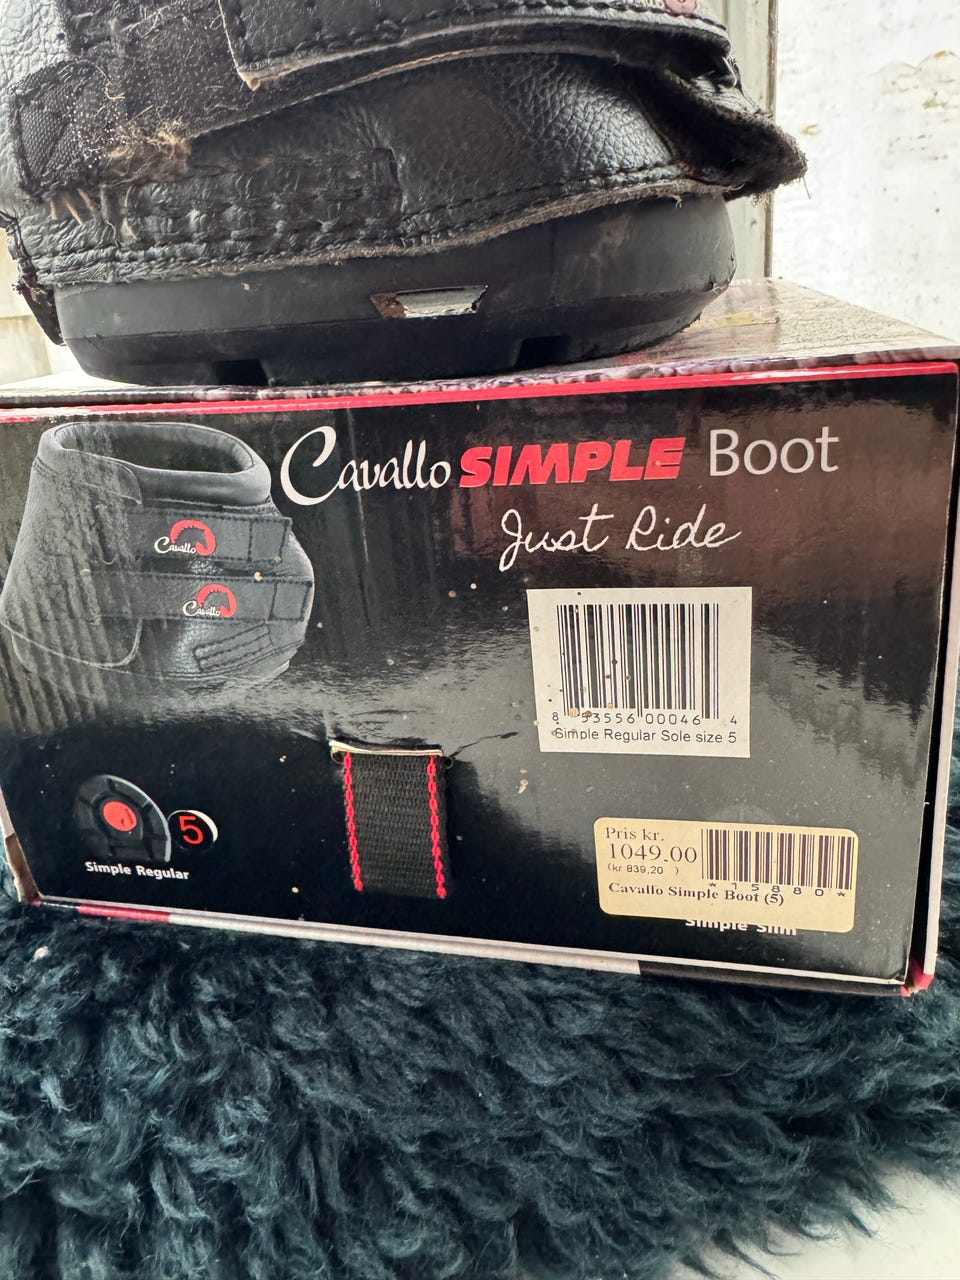 Cavallo SIMPLE Boot
Just Ride
Cavallo
Cavallo
8 53556 00046 4
Simple Regular Sole size 5
5
Simple Regular
Pris kr.
1049.00
(kr 839.20 )
*15880*
Cavallo Simple Boot (5)
Simple Slim